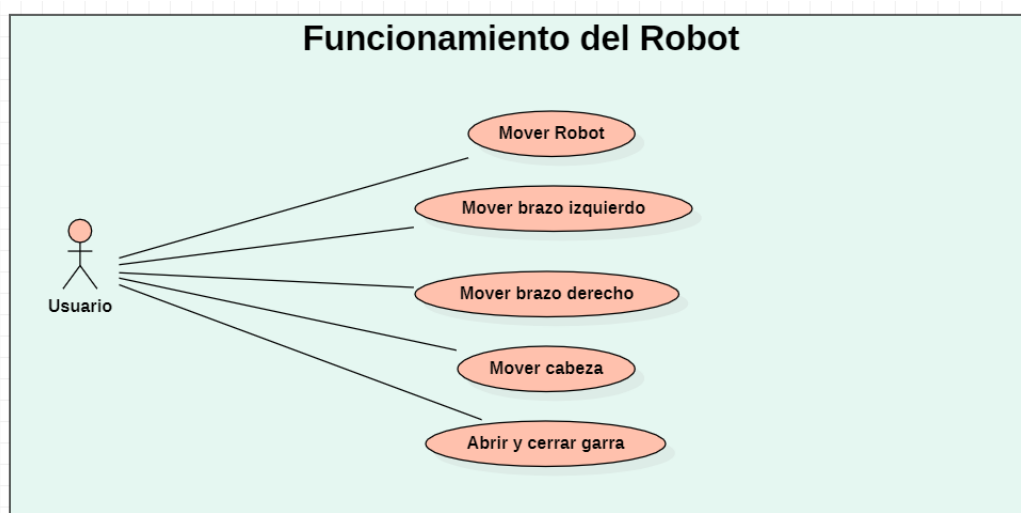 Funcionamiento del Robot
Mover Robot
Mover brazo izquierdo
Mover brazo derecho
Usuario
Mover cabeza
Abrir y cerrar garra